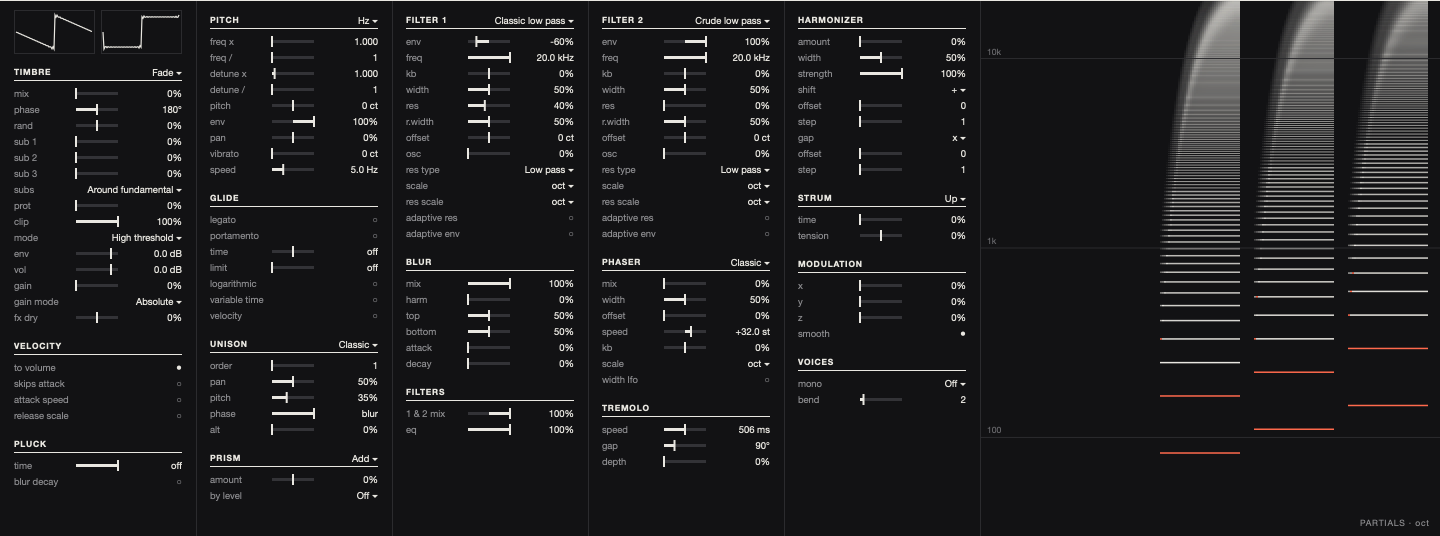 TIMBRE Fade
mix 0%
phase 180°
rand 0%
sub 1 0%
sub 2 0%
sub 3 0%
subs Around fundamental
prot 0%
clip 100%
mode High threshold
env 0.0 dB
vol 0.0 dB
gain 0%
gain mode Absolute
fx dry 0%
VELOCITY
to volume
skips attack
attack speed
release scale
PLUCK
time off
blur decay
PITCH Hz
freq x 1.000
freq / 1
detune x 1.000
detune / 1
pitch 0 ct
env 100%
pan 0%
vibrato 0 ct
speed 5.0 Hz
GLIDE
legato
portamento
time off
limit off
logarithmic
variable time
velocity
UNISON Classic
order 1
pan 50%
pitch 35%
phase blur
alt 0%
PRISM Add
amount 0%
by level Off
FILTER 1 Classic low pass
env -60%
freq 20.0 kHz
kb 0%
width 50%
res 40%
r.width 50%
offset 0 ct
osc 0%
res type Low pass
scale oct
res scale oct
adaptive res
adaptive env
BLUR
mix 100%
harm 0%
top 50%
bottom 50%
attack 0%
decay 0%
FILTERS
1 & 2 mix 100%
eq 100%
FILTER 2 Crude low pass
env 100%
freq 20.0 kHz
kb 0%
width 50%
res 0%
r.width 50%
offset 0 ct
osc 0%
res type Low pass
scale oct
res scale oct
adaptive res
adaptive env
PHASER Classic
mix 0%
width 50%
offset 0%
speed +32.0 st
kb 0%
scale oct
width lfo
TREMOLO
speed 506 ms
gap 90°
depth 0%
HARMONIZER
amount 0%
width 50%
strength 100%
shift +
offset 0
step 1
gap x
offset 0
step 1
STRUM Up
time 0%
tension 0%
MODULATION
x 0%
y 0%
z 0%
smooth
VOICES
mono Off
bend 2
10k
1k
100
PARTIALS - oct